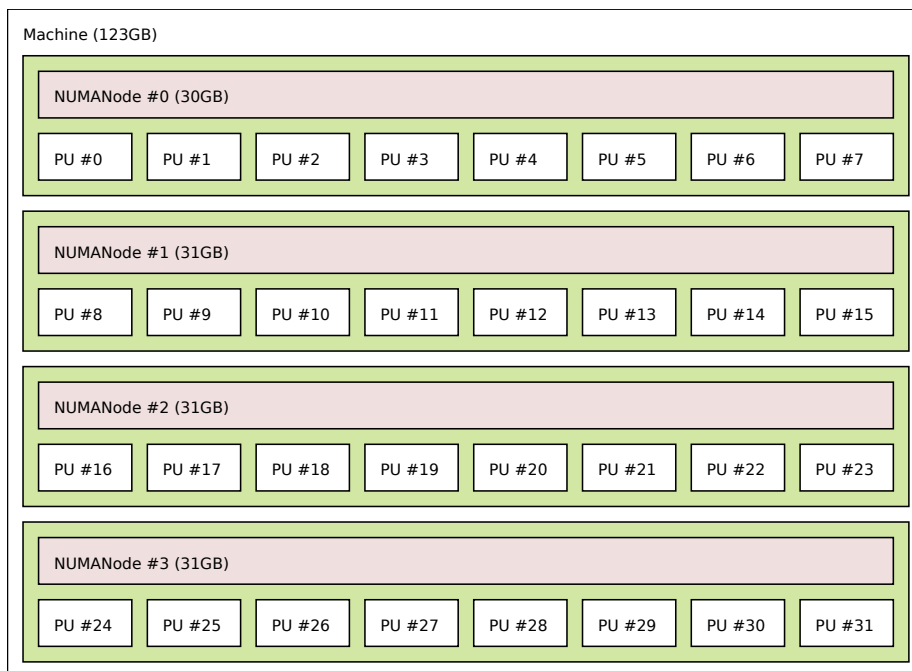 Machine (123GB)
NUMANode #0 (30GB)
PU #0 PU #1 PU #2 PU #3 PU #4 PU #5 PU #6 PU #7
NUMANode #1 (31GB)
PU #8 PU #9 PU #10 PU #11 PU #12 PU #13 PU #14 PU #15
NUMANode #2 (31GB)
PU #16 PU #17 PU #18 PU #19 PU #20 PU #21 PU #22 PU #23
NUMANode #3 (31GB)
PU #24 PU #25 PU #26 PU #27 PU #28 PU #29 PU #30 PU #31